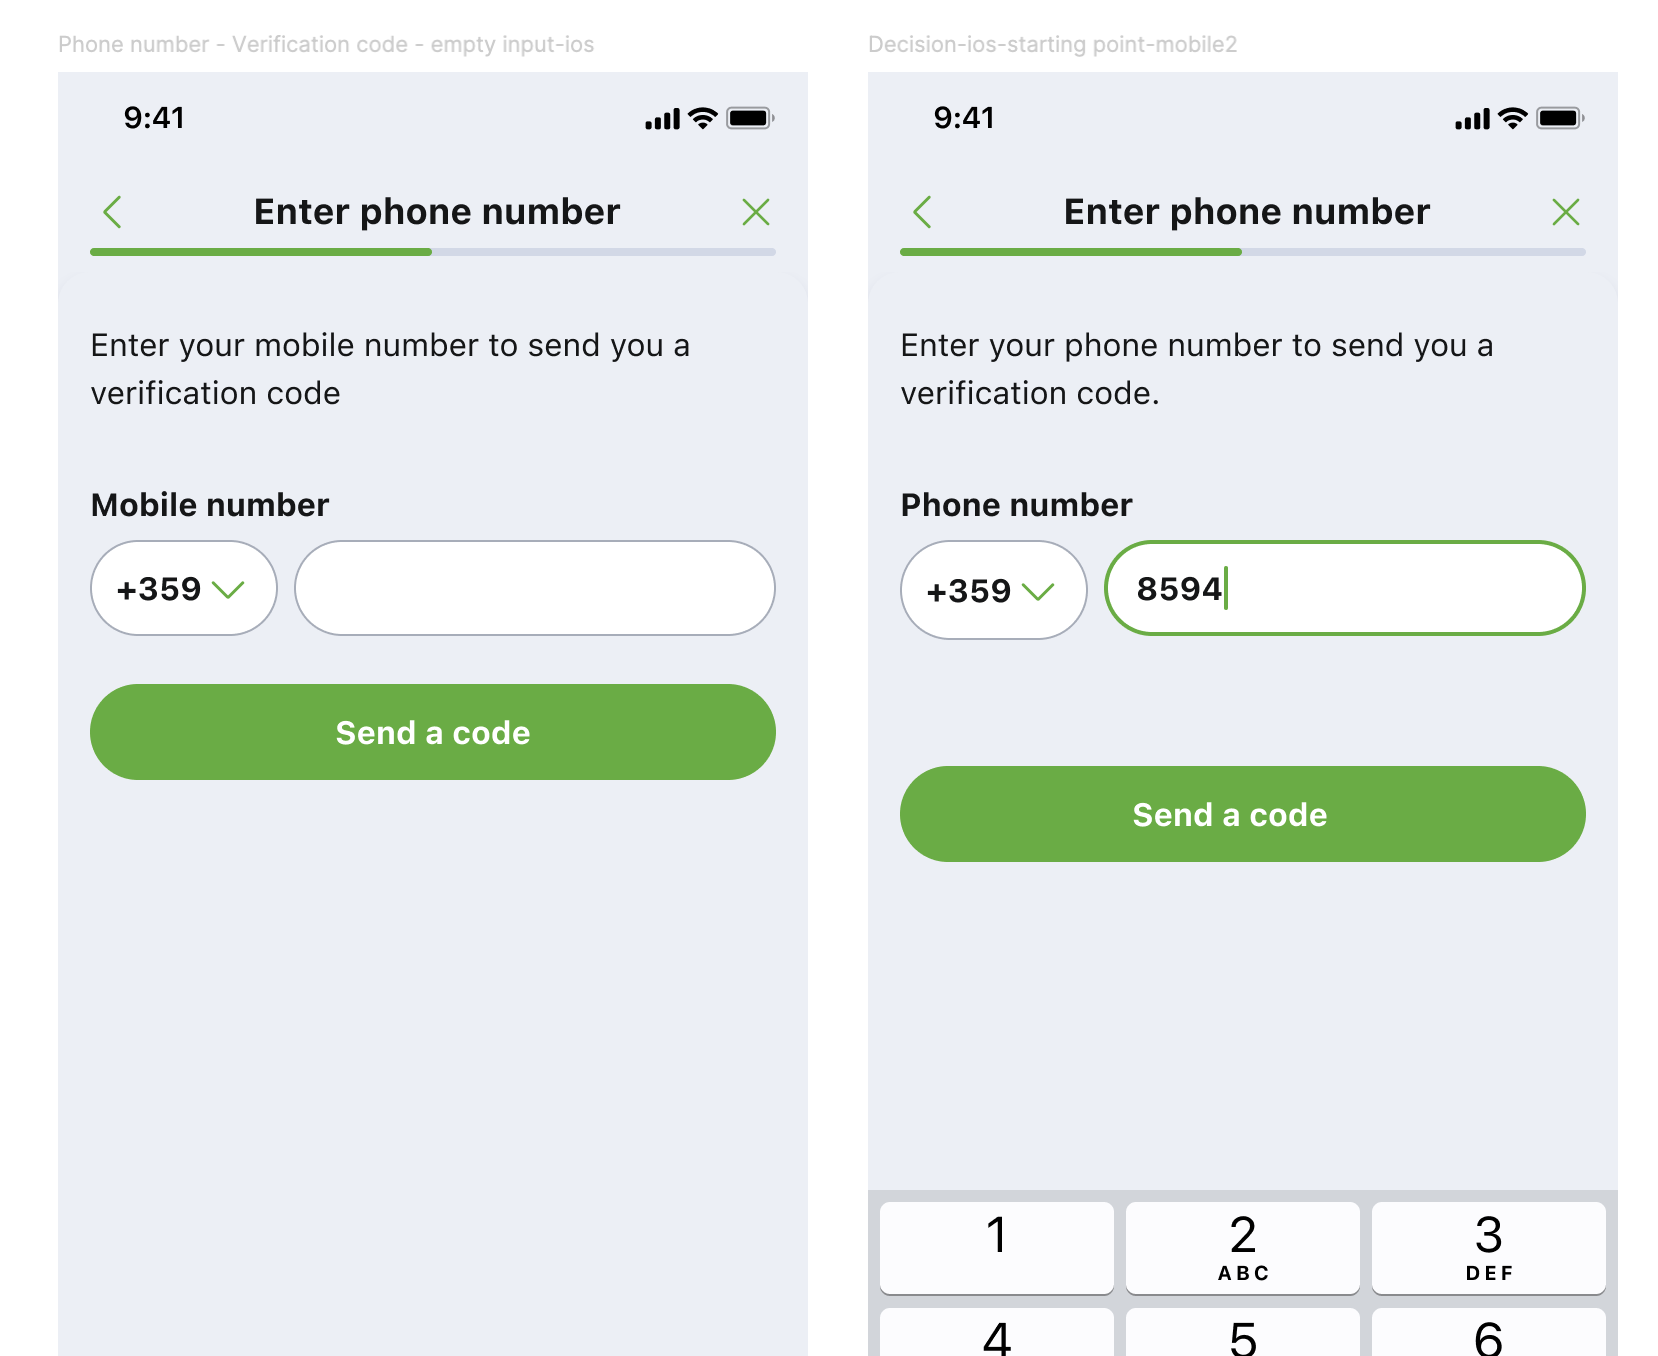 Phone number - Verification code - empty input-ios
9:41
Enter phone number
Enter your mobile number to send you a
verification code
Mobile number
+359
Send a code
Decision-ios-starting point-mobile2
9:41
Enter phone number
Enter your phone number to send you a
verification code.
Phone number
+359 8594
Send a code
1 2 3
ABC DEF
4 5 6